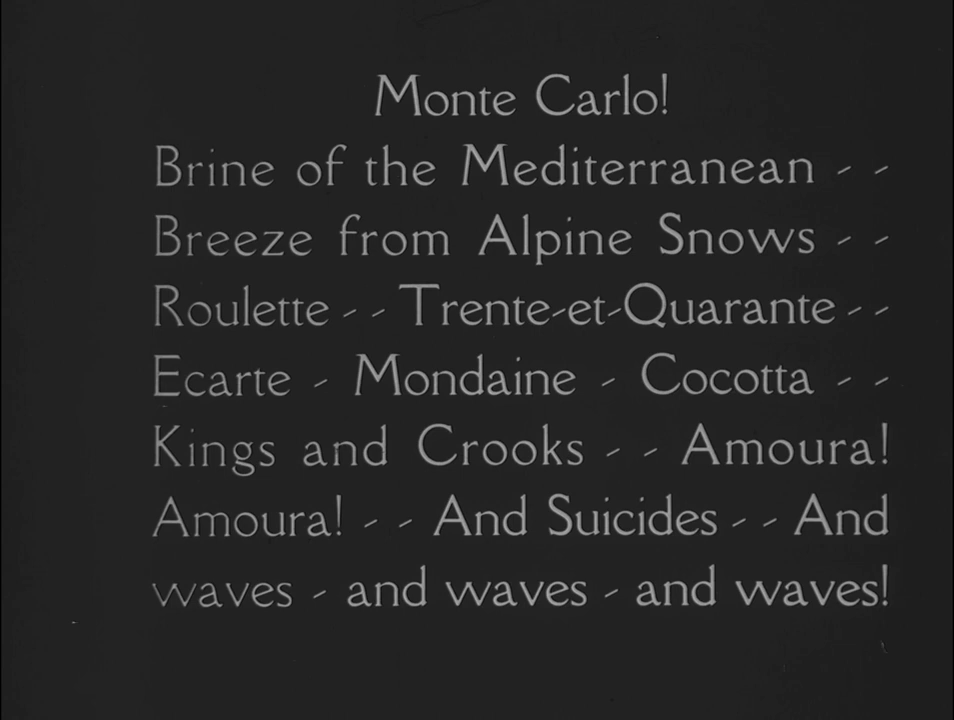 Monte Carlo!
Brine of the Mediterranean - -
Breeze from Alpine Snows - -
Roulette - - Trente-et-Quarante - -
Ecarte - Mondaine - Cocotta - -
Kings and Crooks - - Amoura!
Amoura! - - And Suicides - - And
waves - and waves - and waves!